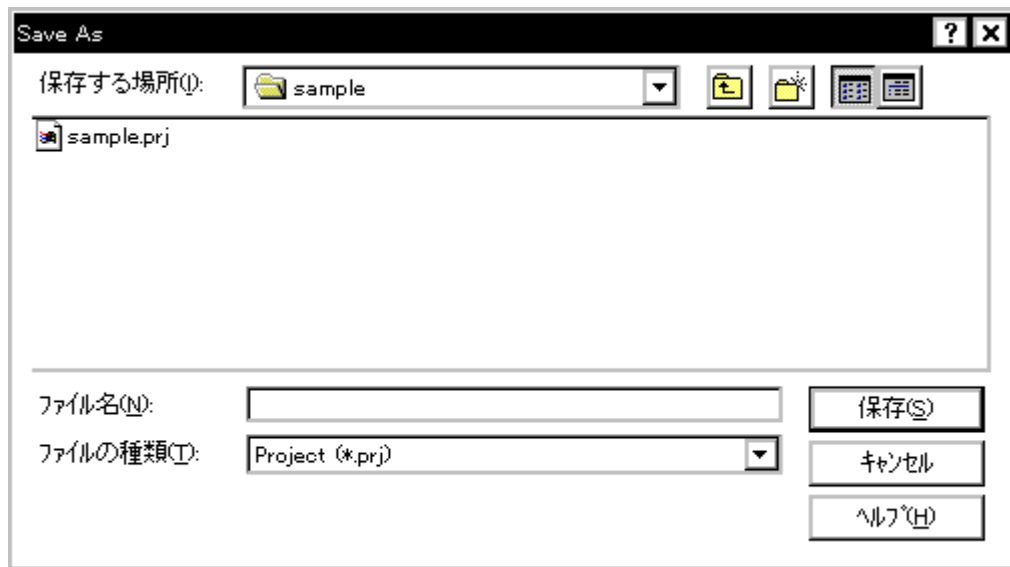 Save As
保存する場所(I):
sample
sample.prj
ﾌｧｲﾙ名(N):
保存(S)
ﾌｧｲﾙの種類(T):
Project (*.prj)
ｷｬﾝｾﾙ
ﾍﾙﾌﾟ(H)